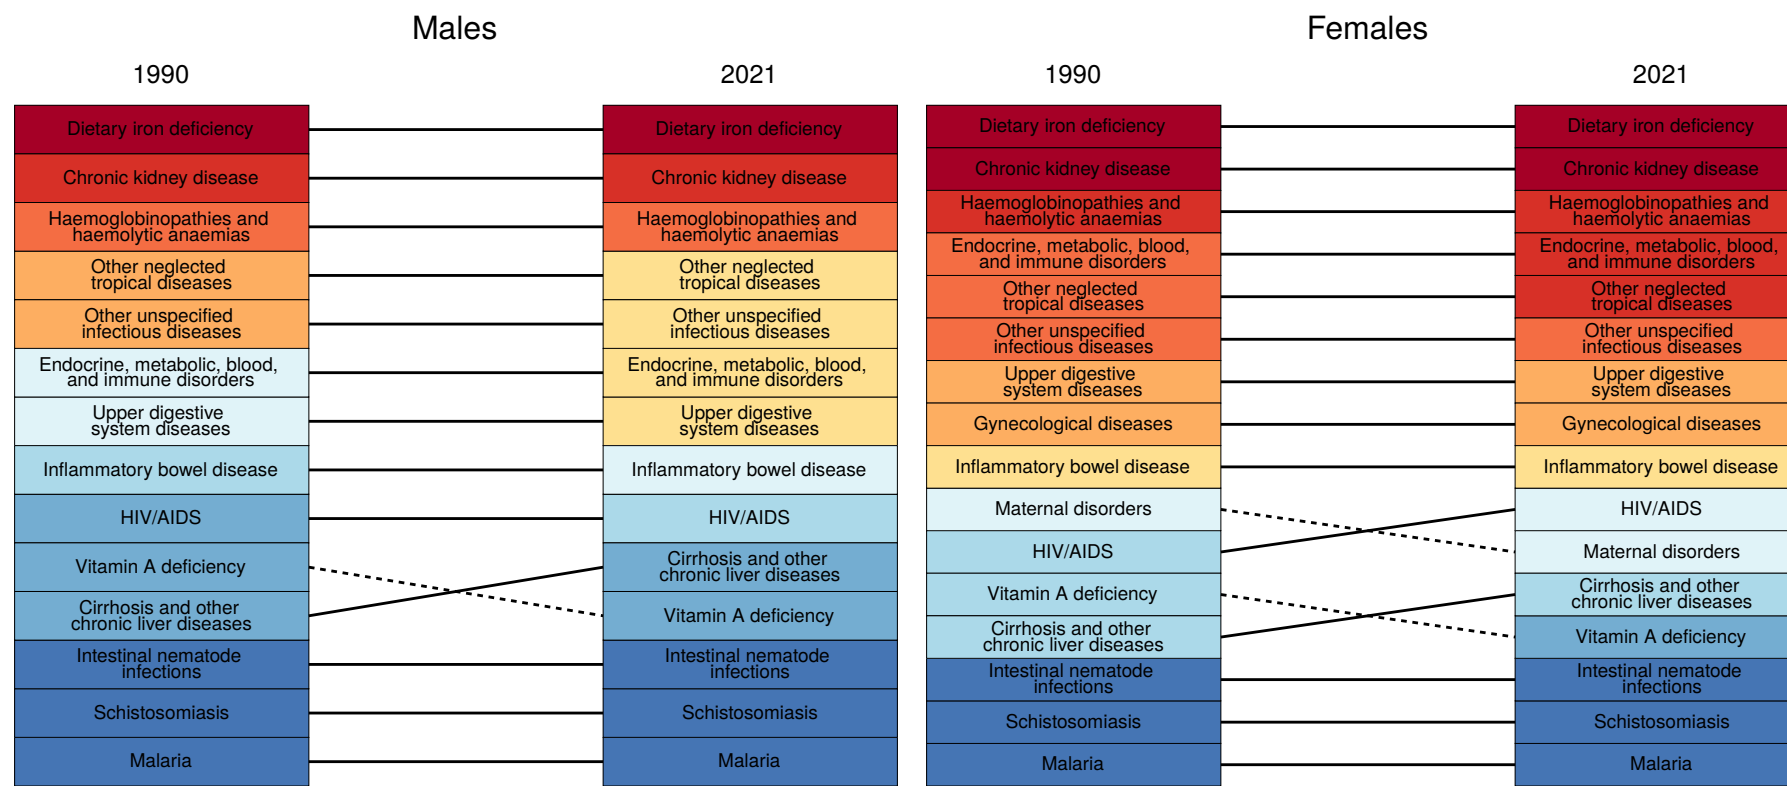 Males
1990
2021
Dietary iron deficiency
Chronic kidney disease
Haemoglobinopathies and
haemolytic anaemias
Other neglected
tropical diseases
Other unspecified
infectious diseases
Endocrine, metabolic, blood,
and immune disorders
Upper digestive
system diseases
Inflammatory bowel disease
HIV/AIDS
Vitamin A deficiency
Cirrhosis and other
chronic liver diseases
Intestinal nematode
infections
Schistosomiasis
Malaria
Dietary iron deficiency
Chronic kidney disease
Haemoglobinopathies and
haemolytic anaemias
Other neglected
tropical diseases
Other unspecified
infectious diseases
Endocrine, metabolic, blood,
and immune disorders
Upper digestive
system diseases
Inflammatory bowel disease
HIV/AIDS
Cirrhosis and other
chronic liver diseases
Vitamin A deficiency
Intestinal nematode
infections
Schistosomiasis
Malaria
Females
1990
2021
Dietary iron deficiency
Chronic kidney disease
Haemoglobinopathies and
haemolytic anaemias
Endocrine, metabolic, blood,
and immune disorders
Other neglected
tropical diseases
Other unspecified
infectious diseases
Upper digestive
system diseases
Gynecological diseases
Inflammatory bowel disease
Maternal disorders
HIV/AIDS
Vitamin A deficiency
Cirrhosis and other
chronic liver diseases
Intestinal nematode
infections
Schistosomiasis
Malaria
Dietary iron deficiency
Chronic kidney disease
Haemoglobinopathies and
haemolytic anaemias
Endocrine, metabolic, blood,
and immune disorders
Other neglected
tropical diseases
Other unspecified
infectious diseases
Upper digestive
system diseases
Gynecological diseases
Inflammatory bowel disease
HIV/AIDS
Maternal disorders
Cirrhosis and other
chronic liver diseases
Vitamin A deficiency
Intestinal nematode
infections
Schistosomiasis
Malaria